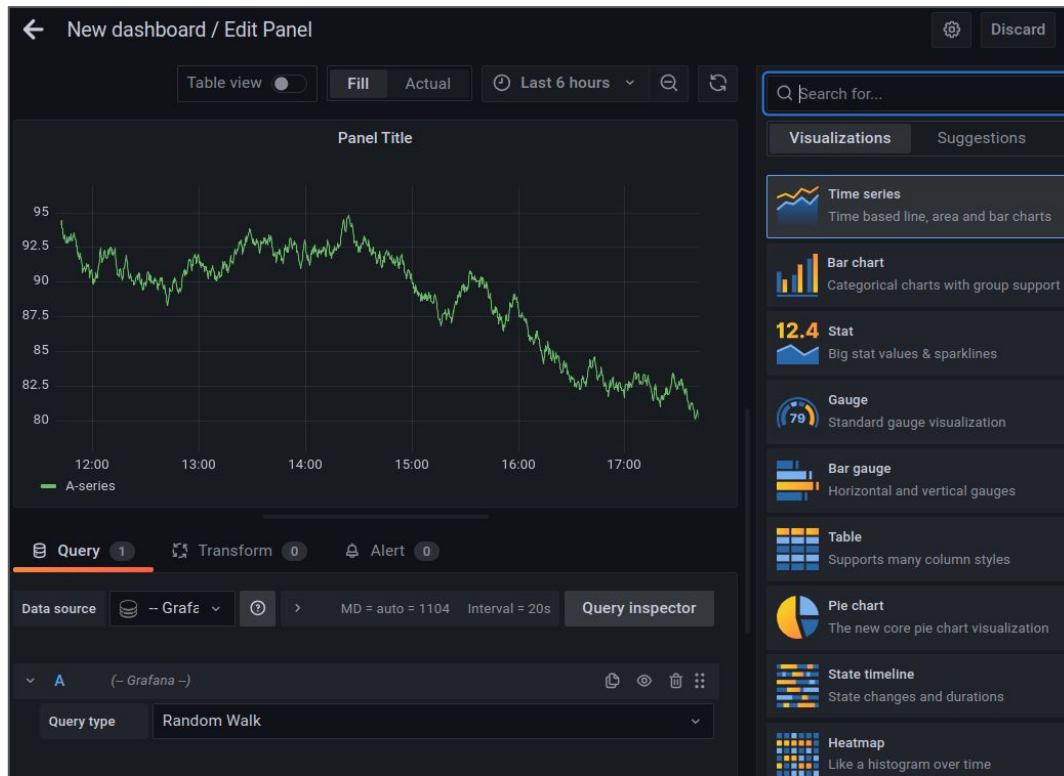 New dashboard / Edit Panel
Discard
Table view
Fill
Actual
Last 6 hours
Search for...
Visualizations
Suggestions
Panel Title
95
92.5
90
87.5
85
82.5
80
12:00
13:00
14:00
15:00
16:00
17:00
A-series
Query 1
Transform 0
Alert 0
Data source
-- Grafa
MD = auto = 1104
Interval = 20s
Query inspector
A
(-- Grafana --)
Query type
Random Walk
Time series
Time based line, area and bar charts
Bar chart
Categorical charts with group support
12.4
Stat
Big stat values & sparklines
79
Gauge
Standard gauge visualization
Bar gauge
Horizontal and vertical gauges
Table
Supports many column styles
Pie chart
The new core pie chart visualization
State timeline
State changes and durations
Heatmap
Like a histogram over time